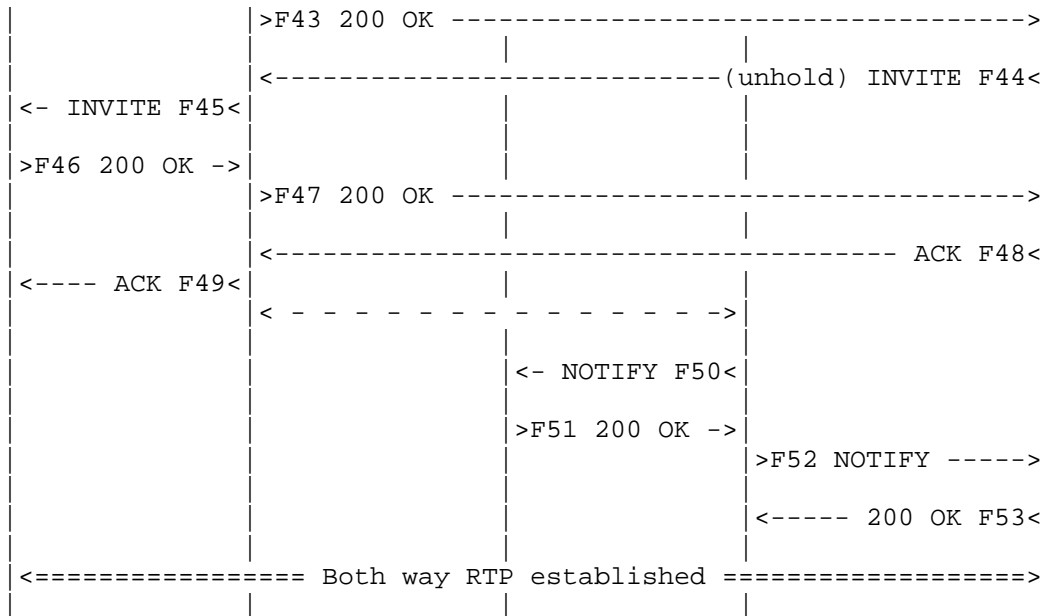 >F43 200 OK ------------------------------------>
<----------------------------(unhold) INVITE F44<
<- INVITE F45<
>F46 200 OK ->
>F47 200 OK ------------------------------------>
<--------------------------------------- ACK F48<
<---- ACK F49<
< - - - - - - - - - - - - - ->
<- NOTIFY F50<
>F51 200 OK ->
>F52 NOTIFY ----->
<----- 200 OK F53<
<================= Both way RTP established ===================>